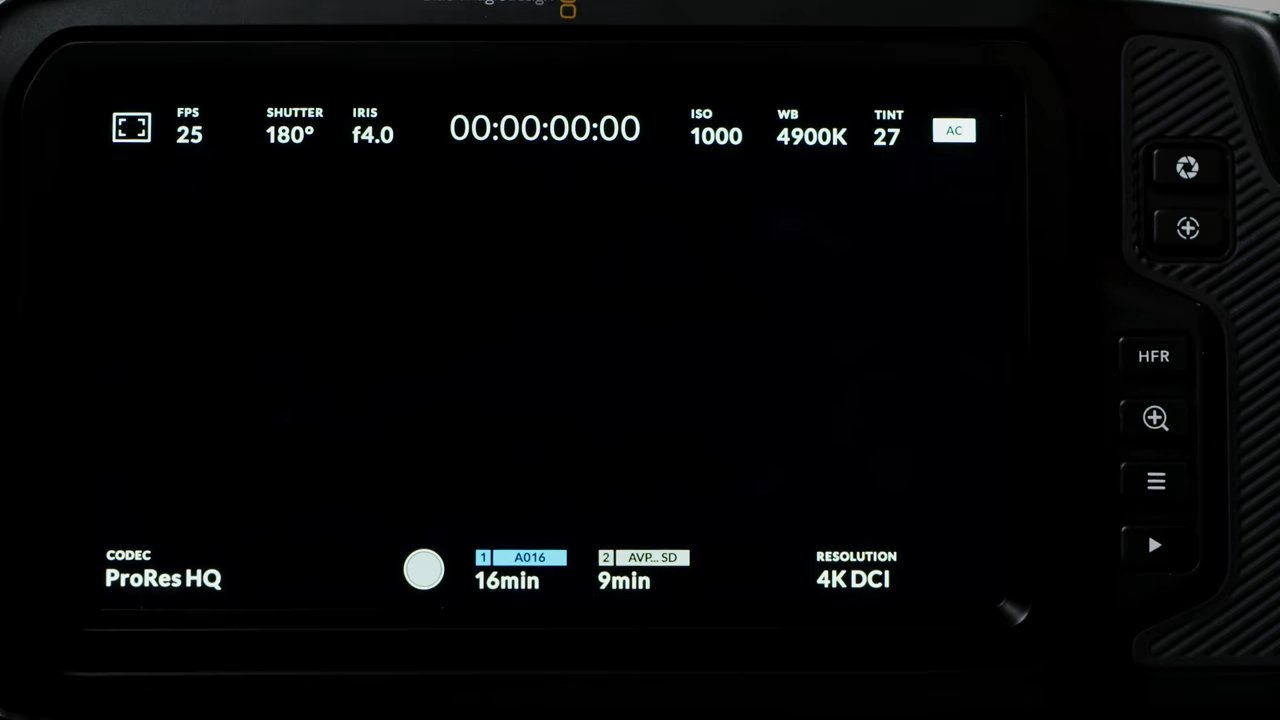 FPS
25
SHUTTER
180°
IRIS
f4.0
00:00:00:00
ISO
1000
WB
4900K
TINT
27
AC
HFR
CODEC
ProRes HQ
1 A016
16min
2 AVP... SD
9min
RESOLUTION
4K DCI